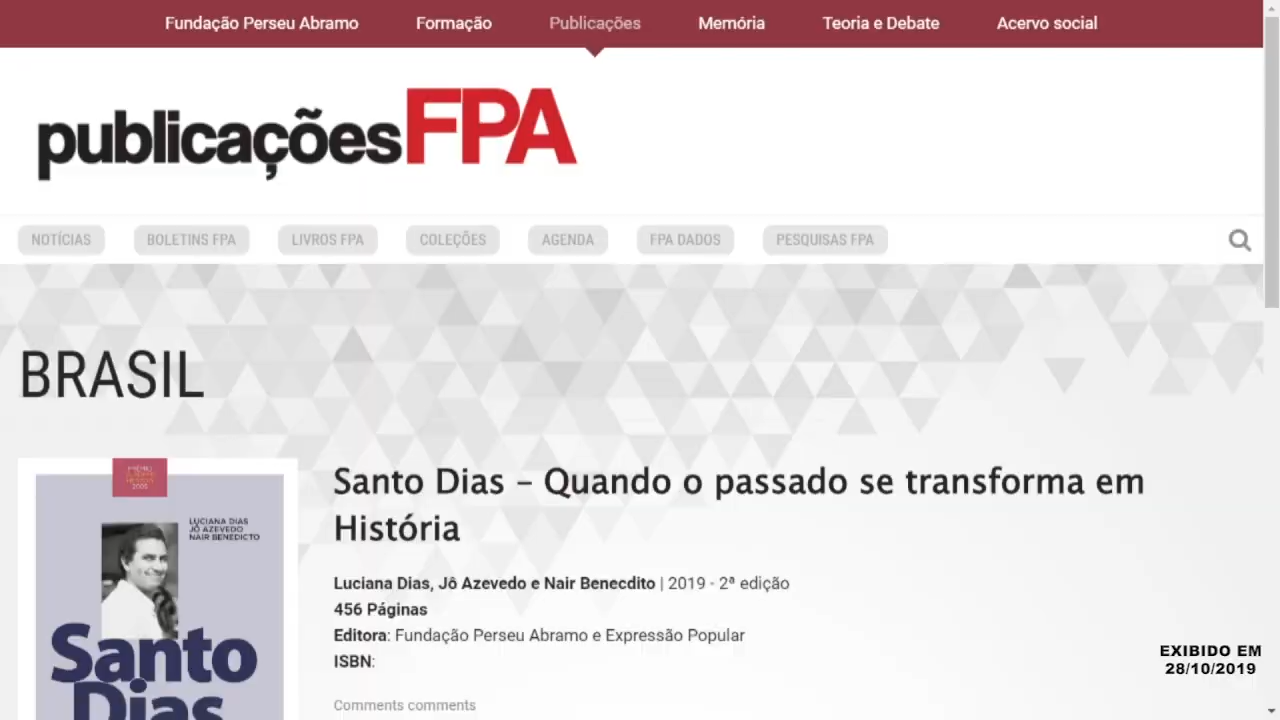 Fundação Perseu Abramo Formação Publicações Memória Teoria e Debate Acervo social
publicaçõesFPA
NOTÍCIAS BOLETINS FPA LIVROS FPA COLEÇÕES AGENDA FPA DADOS PESQUISAS FPA
BRASIL
PRÊMIO
2005
LUCIANA DIAS
JÔ AZEVEDO
NAIR BENEDICTO
Santo
Dias
Santo Dias – Quando o passado se transforma em
História
Luciana Dias, Jô Azevedo e Nair Benecdito | 2019 - 2ª edição
456 Páginas
Editora: Fundação Perseu Abramo e Expressão Popular
ISBN:
Comments comments
EXIBIDO EM
28/10/2019